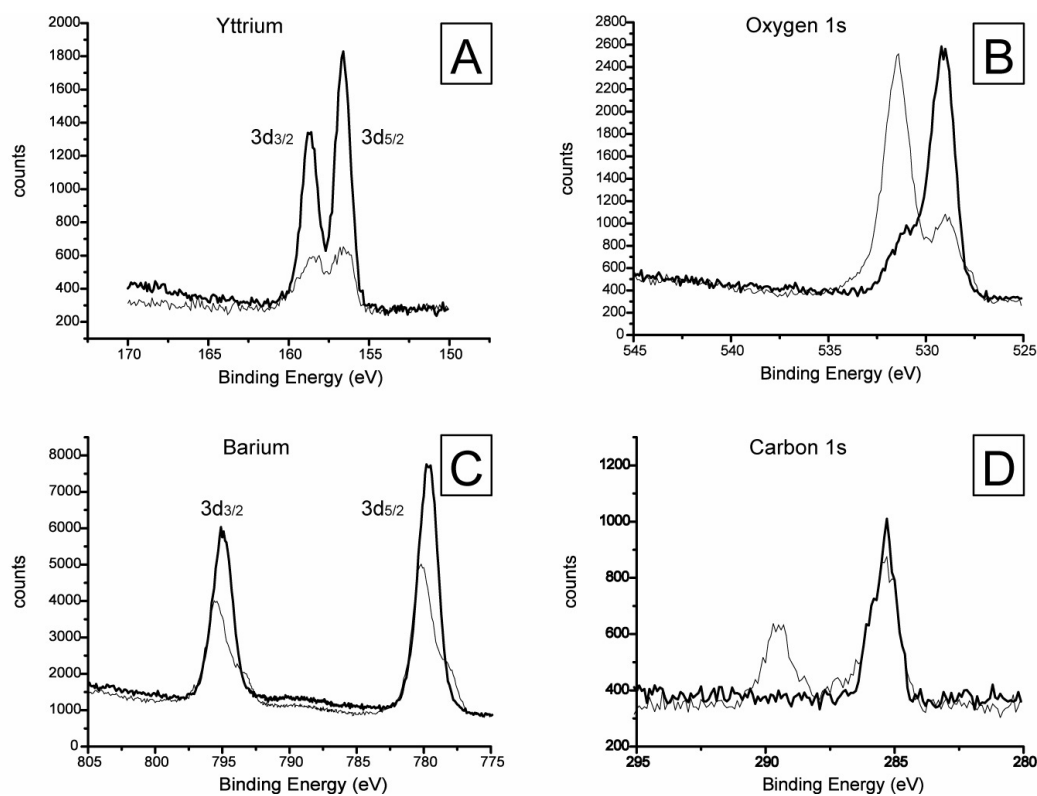 Yttrium
A
3d3/2 3d5/2
counts
2000
1800
1600
1400
1200
1000
800
600
400
200
170 165 160 155 150
Binding Energy (eV)
Oxygen 1s
B
counts
2800
2600
2400
2200
2000
1800
1600
1400
1200
1000
800
600
400
200
0
545 540 535 530 525
Binding Energy (eV)
Barium
C
3d3/2 3d5/2
counts
8000
7000
6000
5000
4000
3000
2000
1000
0
805 800 795 790 785 780 775
Binding Energy (eV)
Carbon 1s
D
counts
1200
1000
800
600
400
200
295 290 285 280
Binding Energy (eV)